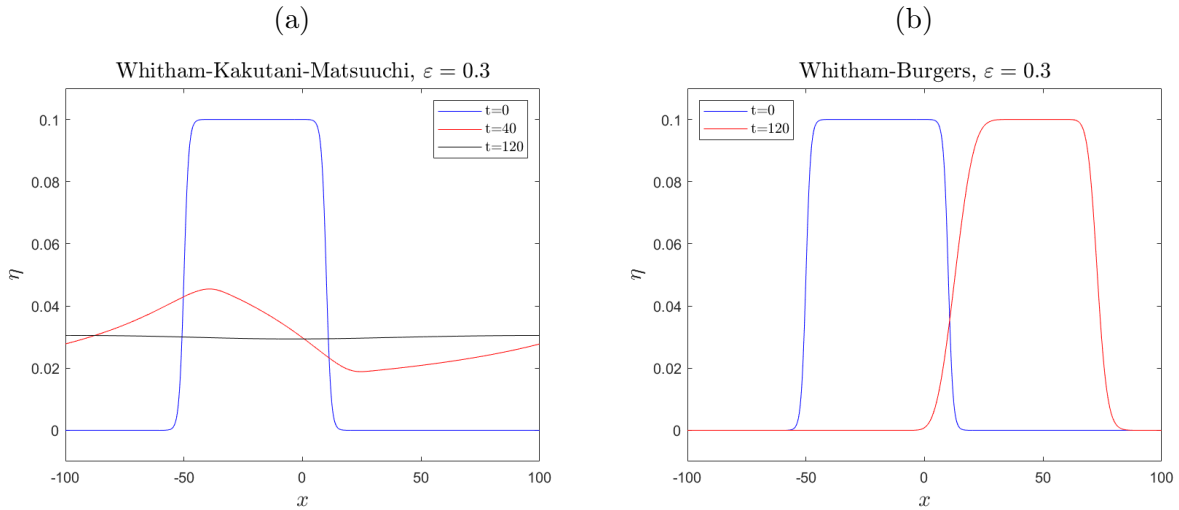 (a)
Whitham-Kakutani-Matsuuchi, ε = 0.3
0.1
0.08
0.06
0.04
0.02
0
η
-100
-50
0
50
100
x
t=0
t=40
t=120
(b)
Whitham-Burgers, ε = 0.3
0.1
0.08
0.06
0.04
0.02
0
η
-100
-50
0
50
100
x
t=0
t=120